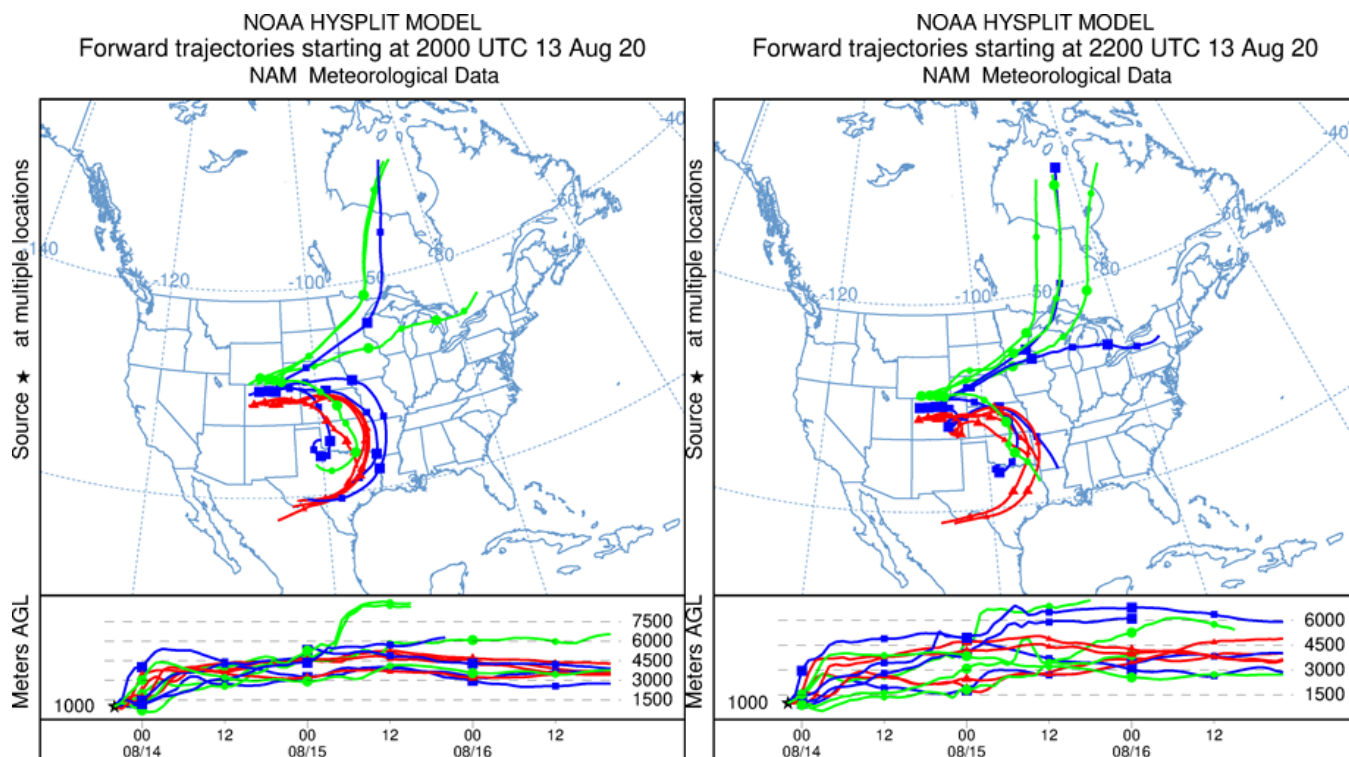 NOAA HYSPLIT MODEL
Forward trajectories starting at 2000 UTC 13 Aug 20
NAM Meteorological Data
Source ★ at multiple locations
-140
-120
-100
-80
-60
-40
50
30
Meters AGL
1000
7500
6000
4500
3000
1500
00 12 00 12 00 12
08/14 08/15 08/16
NOAA HYSPLIT MODEL
Forward trajectories starting at 2200 UTC 13 Aug 20
NAM Meteorological Data
Source ★ at multiple locations
-140
-120
-100
-80
-60
-40
50
Meters AGL
1000
6000
4500
3000
1500
00 12 00 12 00 12
08/14 08/15 08/16